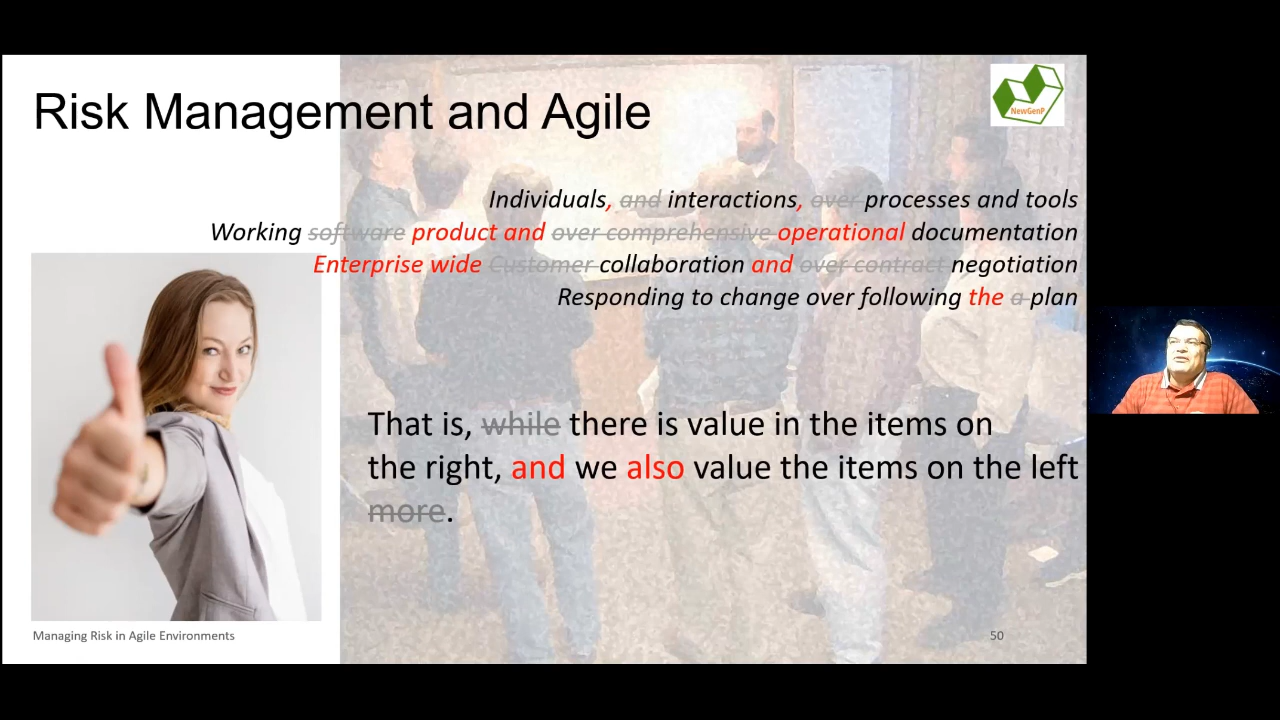 Risk Management and Agile
NewGenP
Individuals, and interactions, over processes and tools
Working software product and over comprehensive operational documentation
Enterprise wide Customer collaboration and over contract negotiation
Responding to change over following the a plan
That is, while there is value in the items on
the right, and we also value the items on the left
more.
Managing Risk in Agile Environments
50